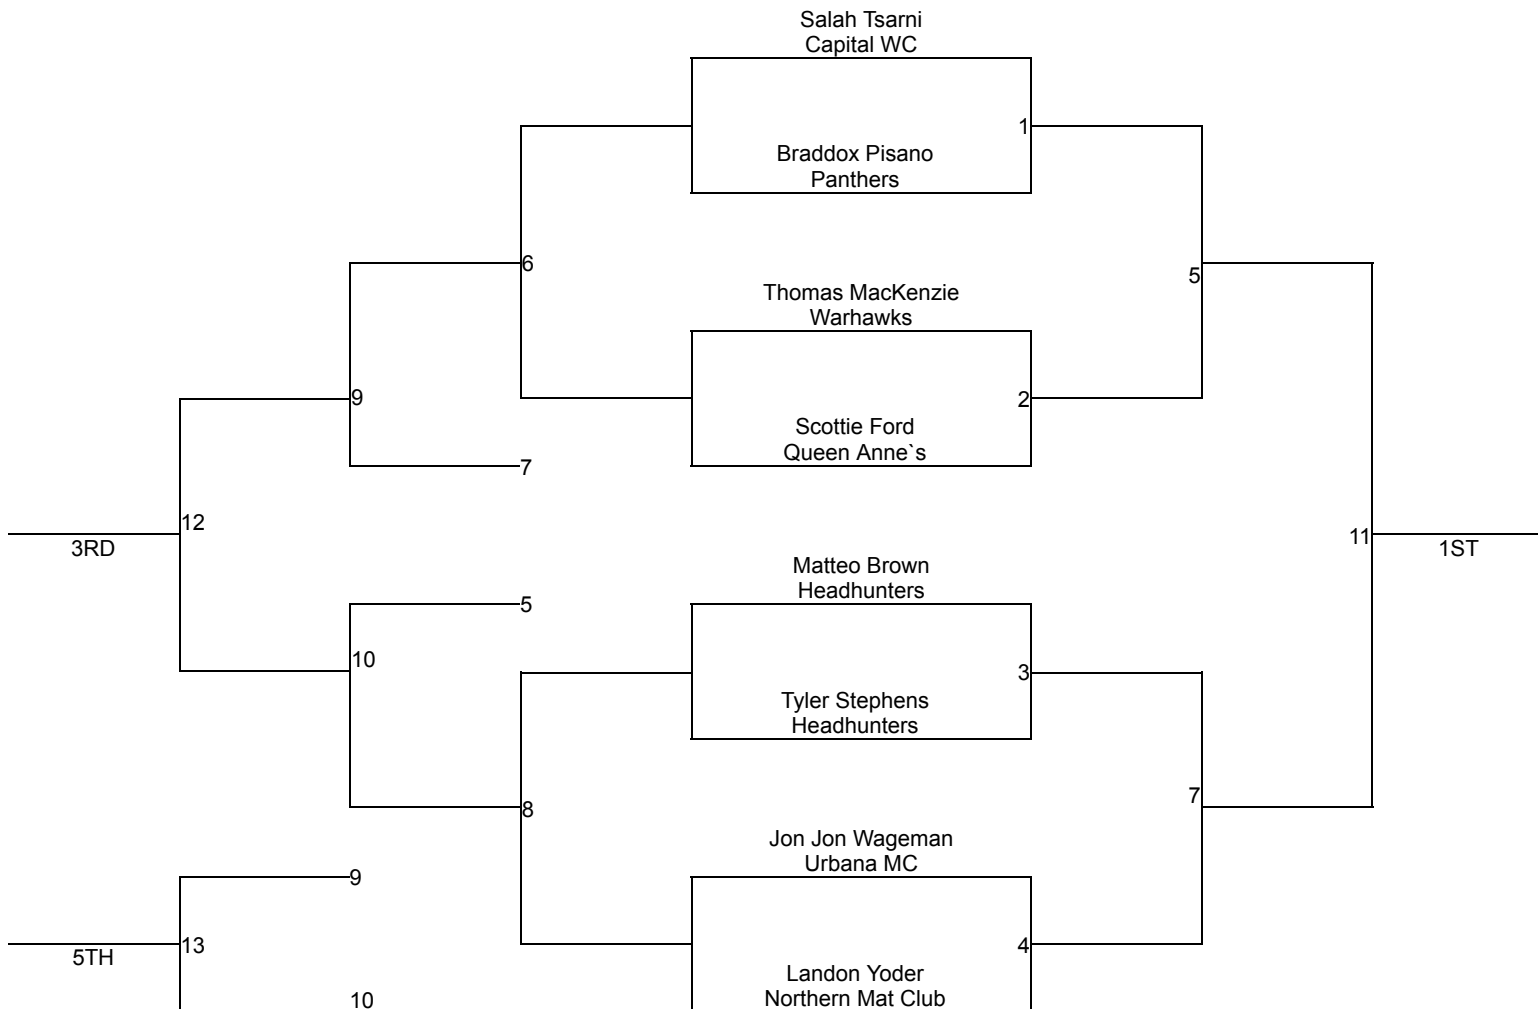 Salah Tsarni
Capital WC
1
Braddox Pisano
Panthers
6
5
Thomas MacKenzie
Warhawks
9
2
Scottie Ford
Queen Anne`s
7
12
3RD
11
1ST
Matteo Brown
Headhunters
5
10
3
Tyler Stephens
Headhunters
7
8
Jon Jon Wageman
Urbana MC
9
13
5TH
4
Landon Yoder
Northern Mat Club
10